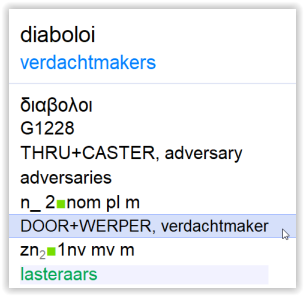 diaboloi
verdachtmakers
διαβολοι
G1228
THRU+CASTER, adversary
adversaries
n_ 2■nom pl m
DOOR+WERPER, verdachtmaker
zn₂■1nv mv m
lasteraars